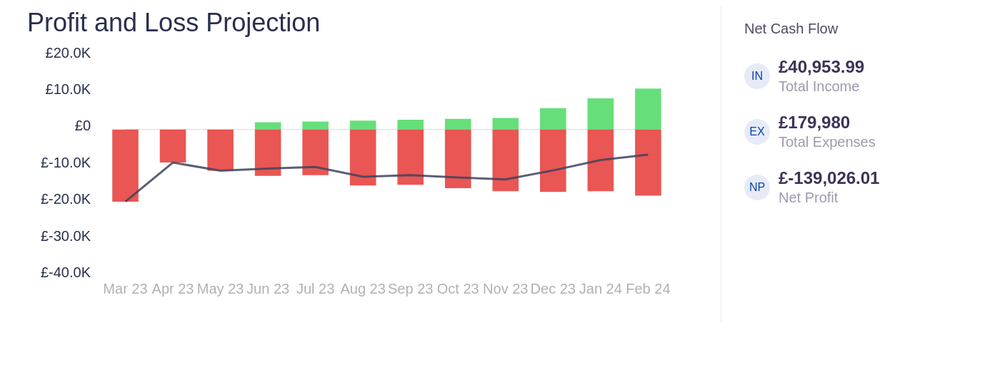 Profit and Loss Projection
£20.0K
£10.0K
£0
£-10.0K
£-20.0K
£-30.0K
£-40.0K
Mar 23 Apr 23 May 23 Jun 23 Jul 23 Aug 23 Sep 23 Oct 23 Nov 23 Dec 23 Jan 24 Feb 24
Net Cash Flow
IN £40,953.99
Total Income
EX £179,980
Total Expenses
NP £-139,026.01
Net Profit